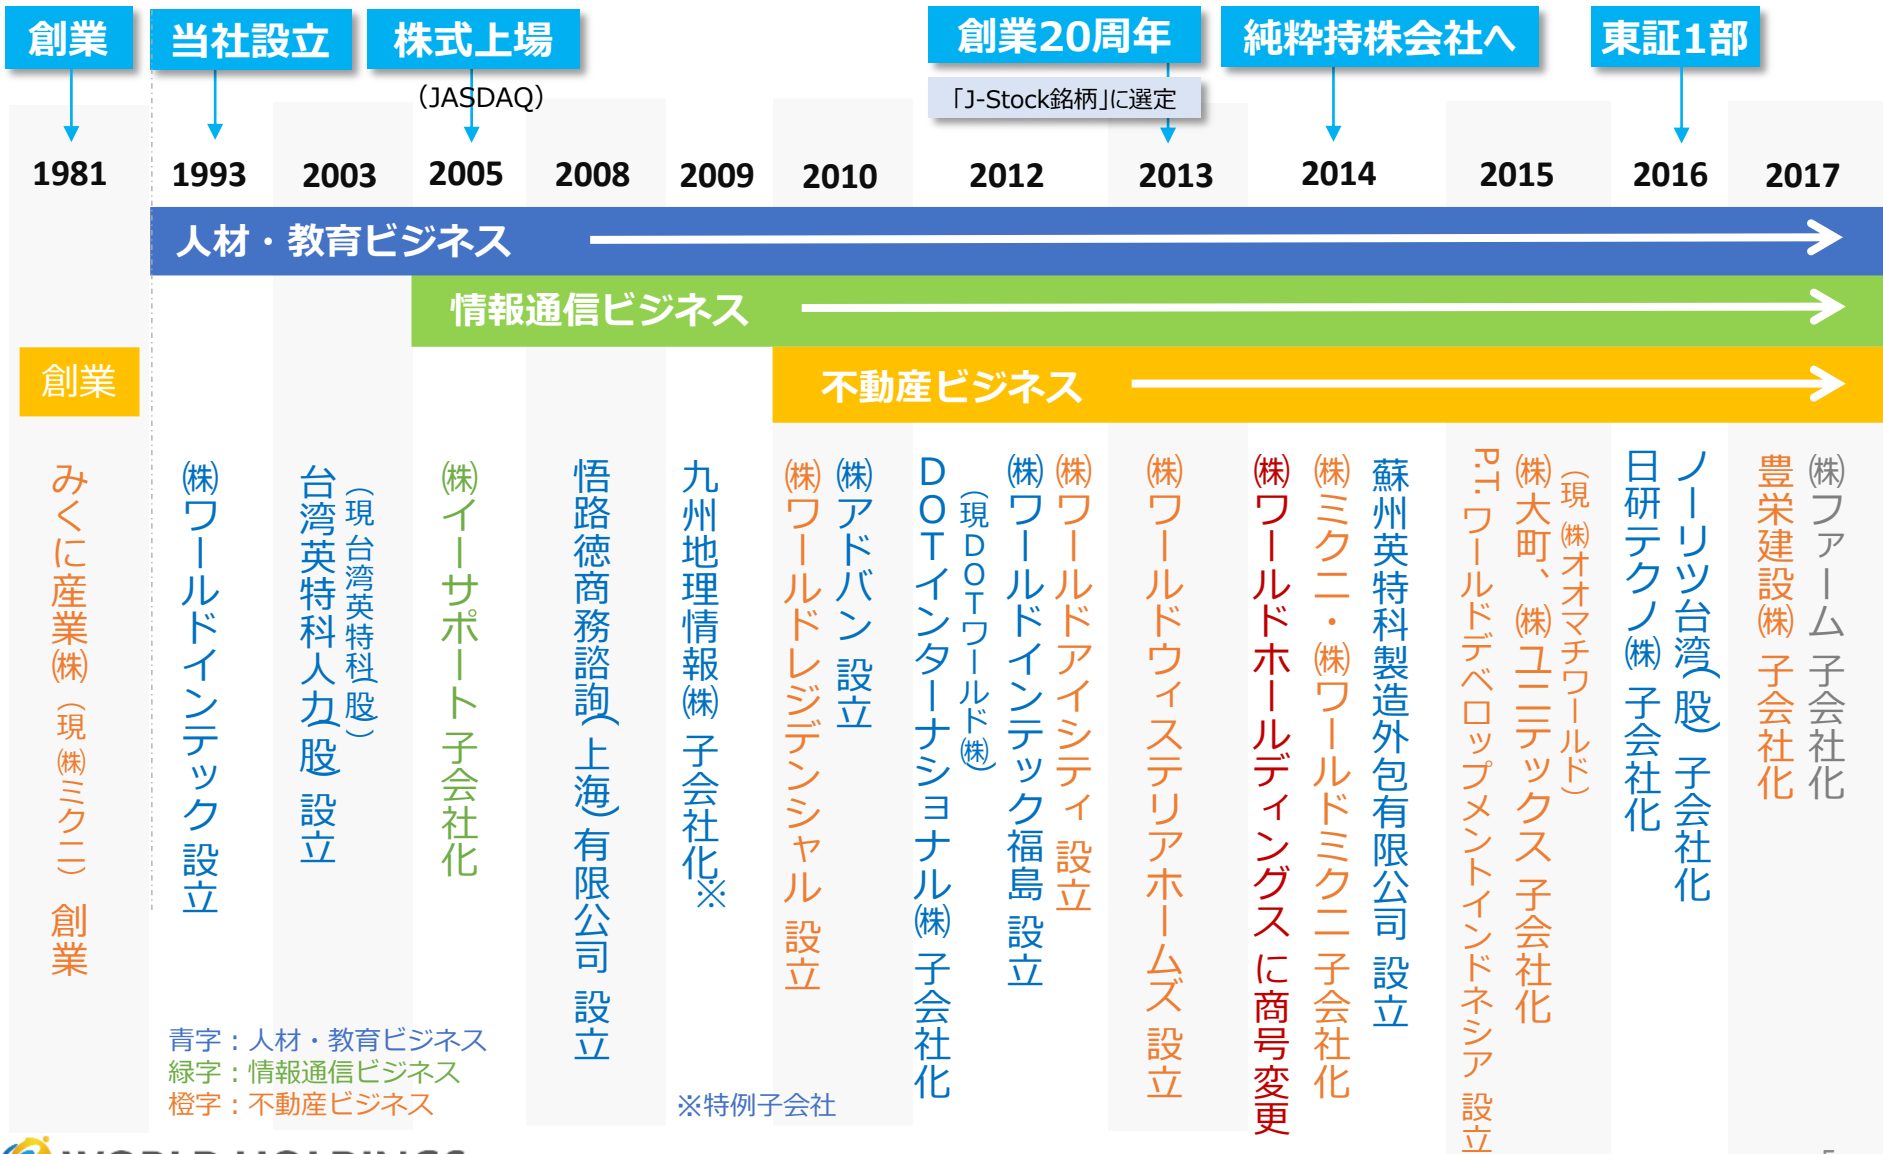 創業
当社設立
株式上場
(JASDAQ)
創業20周年
「J-Stock銘柄」に選定
純粋持株会社へ
東証1部
1981
1993
2003
2005
2008
2009
2010
2012
2013
2014
2015
2016
2017
人材・教育ビジネス
情報通信ビジネス
創業
不動産ビジネス
みくに産業㈱（現 ㈱ミクニ） 創業
㈱ワールドインテック 設立
台湾英特科人力(股) 設立
（現 台湾英特科(股)）
㈱イーサポート 子会社化
悟路徳商務諮詢(上海)有限公司 設立
九州地理情報㈱ 子会社化※
㈱ワールドレジデンシャル 設立
㈱アドバン 設立
DOTインターナショナル㈱ 子会社化
（現DOTワールド㈱）
㈱ワールドインテック福島 設立
㈱ワールドアイシティ 設立
㈱ワールドウィステリアホームズ 設立
㈱ワールドホールディングス に商号変更
㈱ミクニ・㈱ワールドミクニ 子会社化
蘇州英特科製造外包有限公司 設立
P.T. ワールドデベロップメントインドネシア 設立
㈱大町、㈱ユニテックス 子会社化
（現 ㈱オオマチワールド）
日研テクノ㈱ 子会社化
ノーリツ台湾(股) 子会社化
豊栄建設㈱ 子会社化
㈱ファーム 子会社化
青字：人材・教育ビジネス
緑字：情報通信ビジネス
橙字：不動産ビジネス
※特例子会社
WORLD HOLDINGS
5